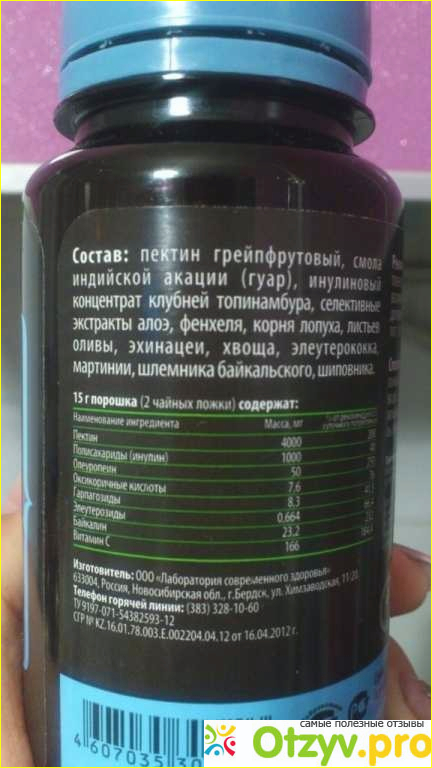 Состав: пектин грейпфрутовый, смола
индийской акации (гуар), инулиновый
концентрат клубней топинамбура, селективные
экстракты алоэ, фенхеля, корня лопуха, листьев
оливы, эхинацеи, хвоща, элеутерококка,
мартинии, шлемника байкальского, шиповника.
15 г порошка (2 чайных ложки) содержат:
Наименование ингредиента Масса, мг
Пектин 4000
Полисахариды (инулин) 1000
Олеуропеин 50
Оксикоричные кислоты 7.6
Гарпагозиды 8.3
Элеутерозиды 0.664
Байкалин 23.2
Витамин С 166
Изготовитель: ООО «Лаборатория современного здоровья»
633004, Россия, Новосибирская обл., г.Бердск, ул. Химзаводская, 11/20
Телефон горячей линии: (383) 328-10-60
ТУ 9197-071-54382593-12
СГР № KZ.16.01.78.003.Е.002204.04.12 от 16.04.2012 г.
4 607035 30
самые полезные отзывы
Otzyv.pro